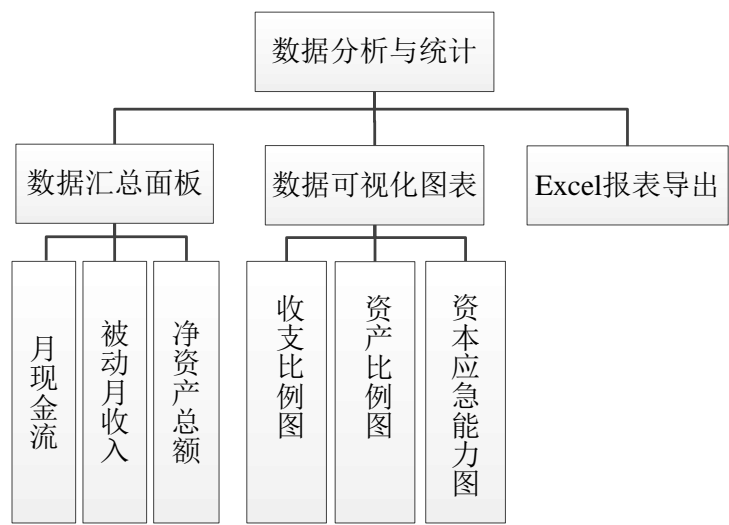 数据分析与统计
数据汇总面板
数据可视化图表
Excel报表导出
月现金流
被动月收入
净资产总额
收支比例图
资产比例图
资本应急能力图